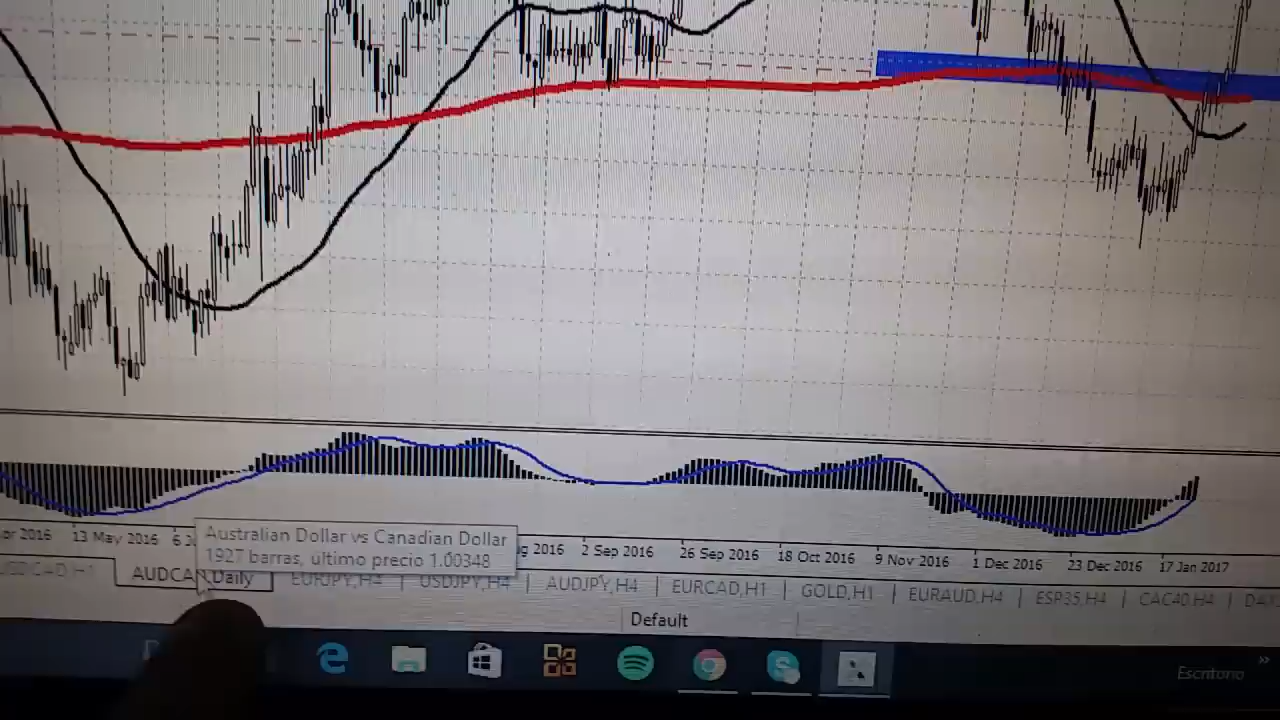 13 May 2016
2 Sep 2016
26 Sep 2016
18 Oct 2016
9 Nov 2016
1 Dec 2016
23 Dec 2016
17 Jan 2017
Australian Dollar vs Canadian Dollar
1927 barras, último precio 1.00348
Daily
EURJPY,H4
USDJPY,H4
AUDJPY,H4
EURCAD,H1
GOLD,H1
EURAUD,H4
ESP35,H4
CAC40,H4
Default
Escritorio